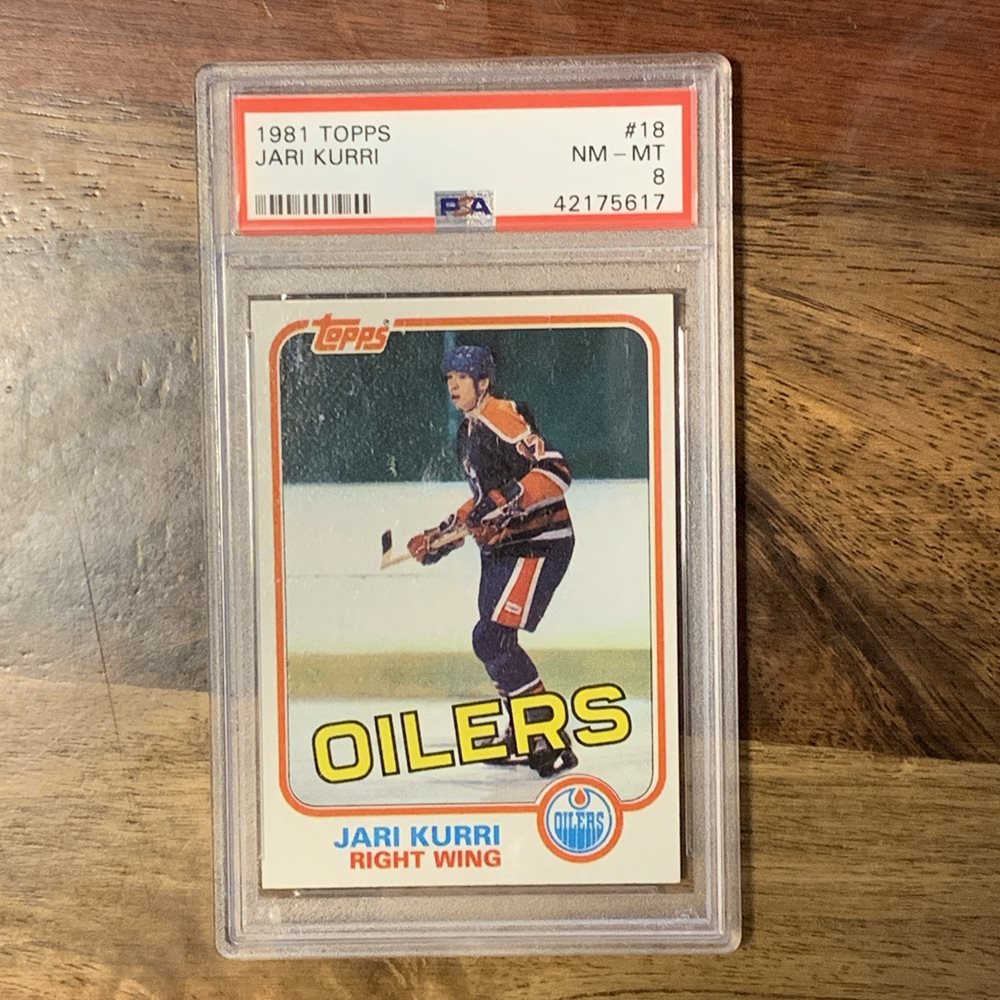 1981 TOPPS #18
JARI KURRI NM - MT
8
PSA 42175617
Topps
OILERS
OILERS
JARI KURRI
RIGHT WING